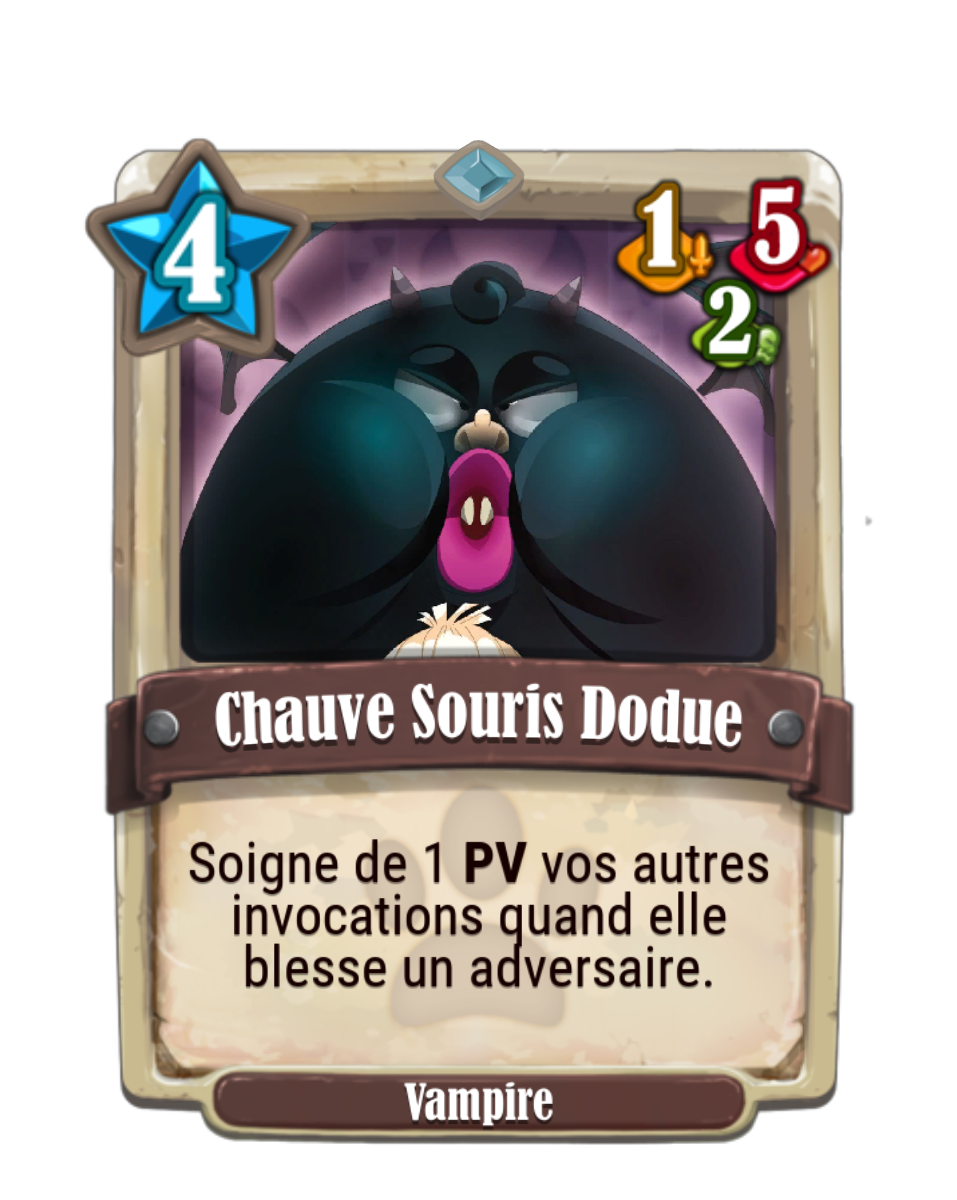 4
1
5
2
Chauve Souris Dodue
Soigne de 1 PV vos autres
invocations quand elle
blesse un adversaire.
Vampire